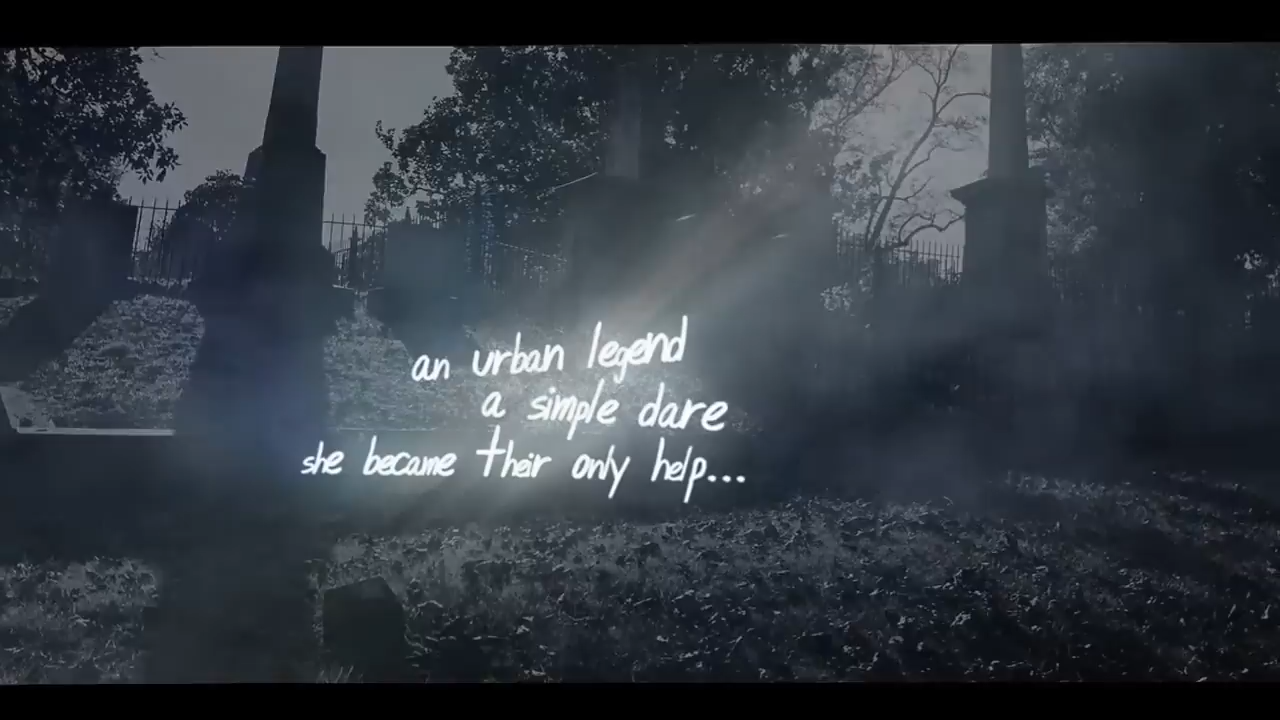 an urban legend
a simple dare
she became their only help...